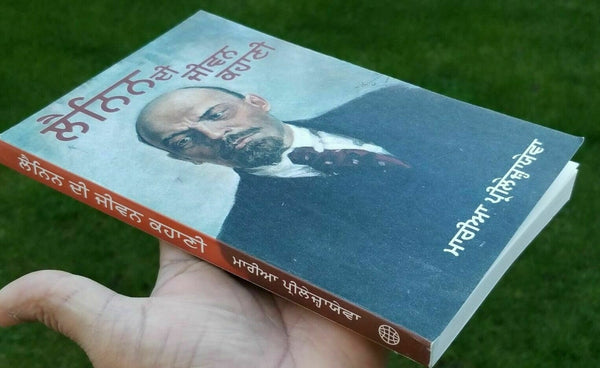 ਲੈਨਿਨ ਦੀ
ਜੀਵਨ
ਕਹਾਣੀ
ਮਾਰੀਆ ਪ੍ਰੀਲੇਜ਼ਾਯੇਵਾ
ਲੈਨਿਨ ਦੀ ਜੀਵਨ ਕਹਾਣੀ
ਮਾਰੀਆ ਪ੍ਰੀਲੇਜ਼ਾਯੇਵਾ